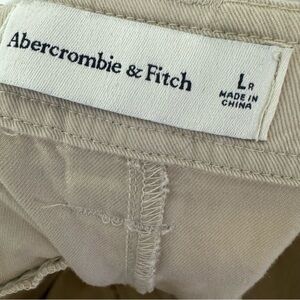 Abercrombie & Fitch
L R
MADE IN
CHINA